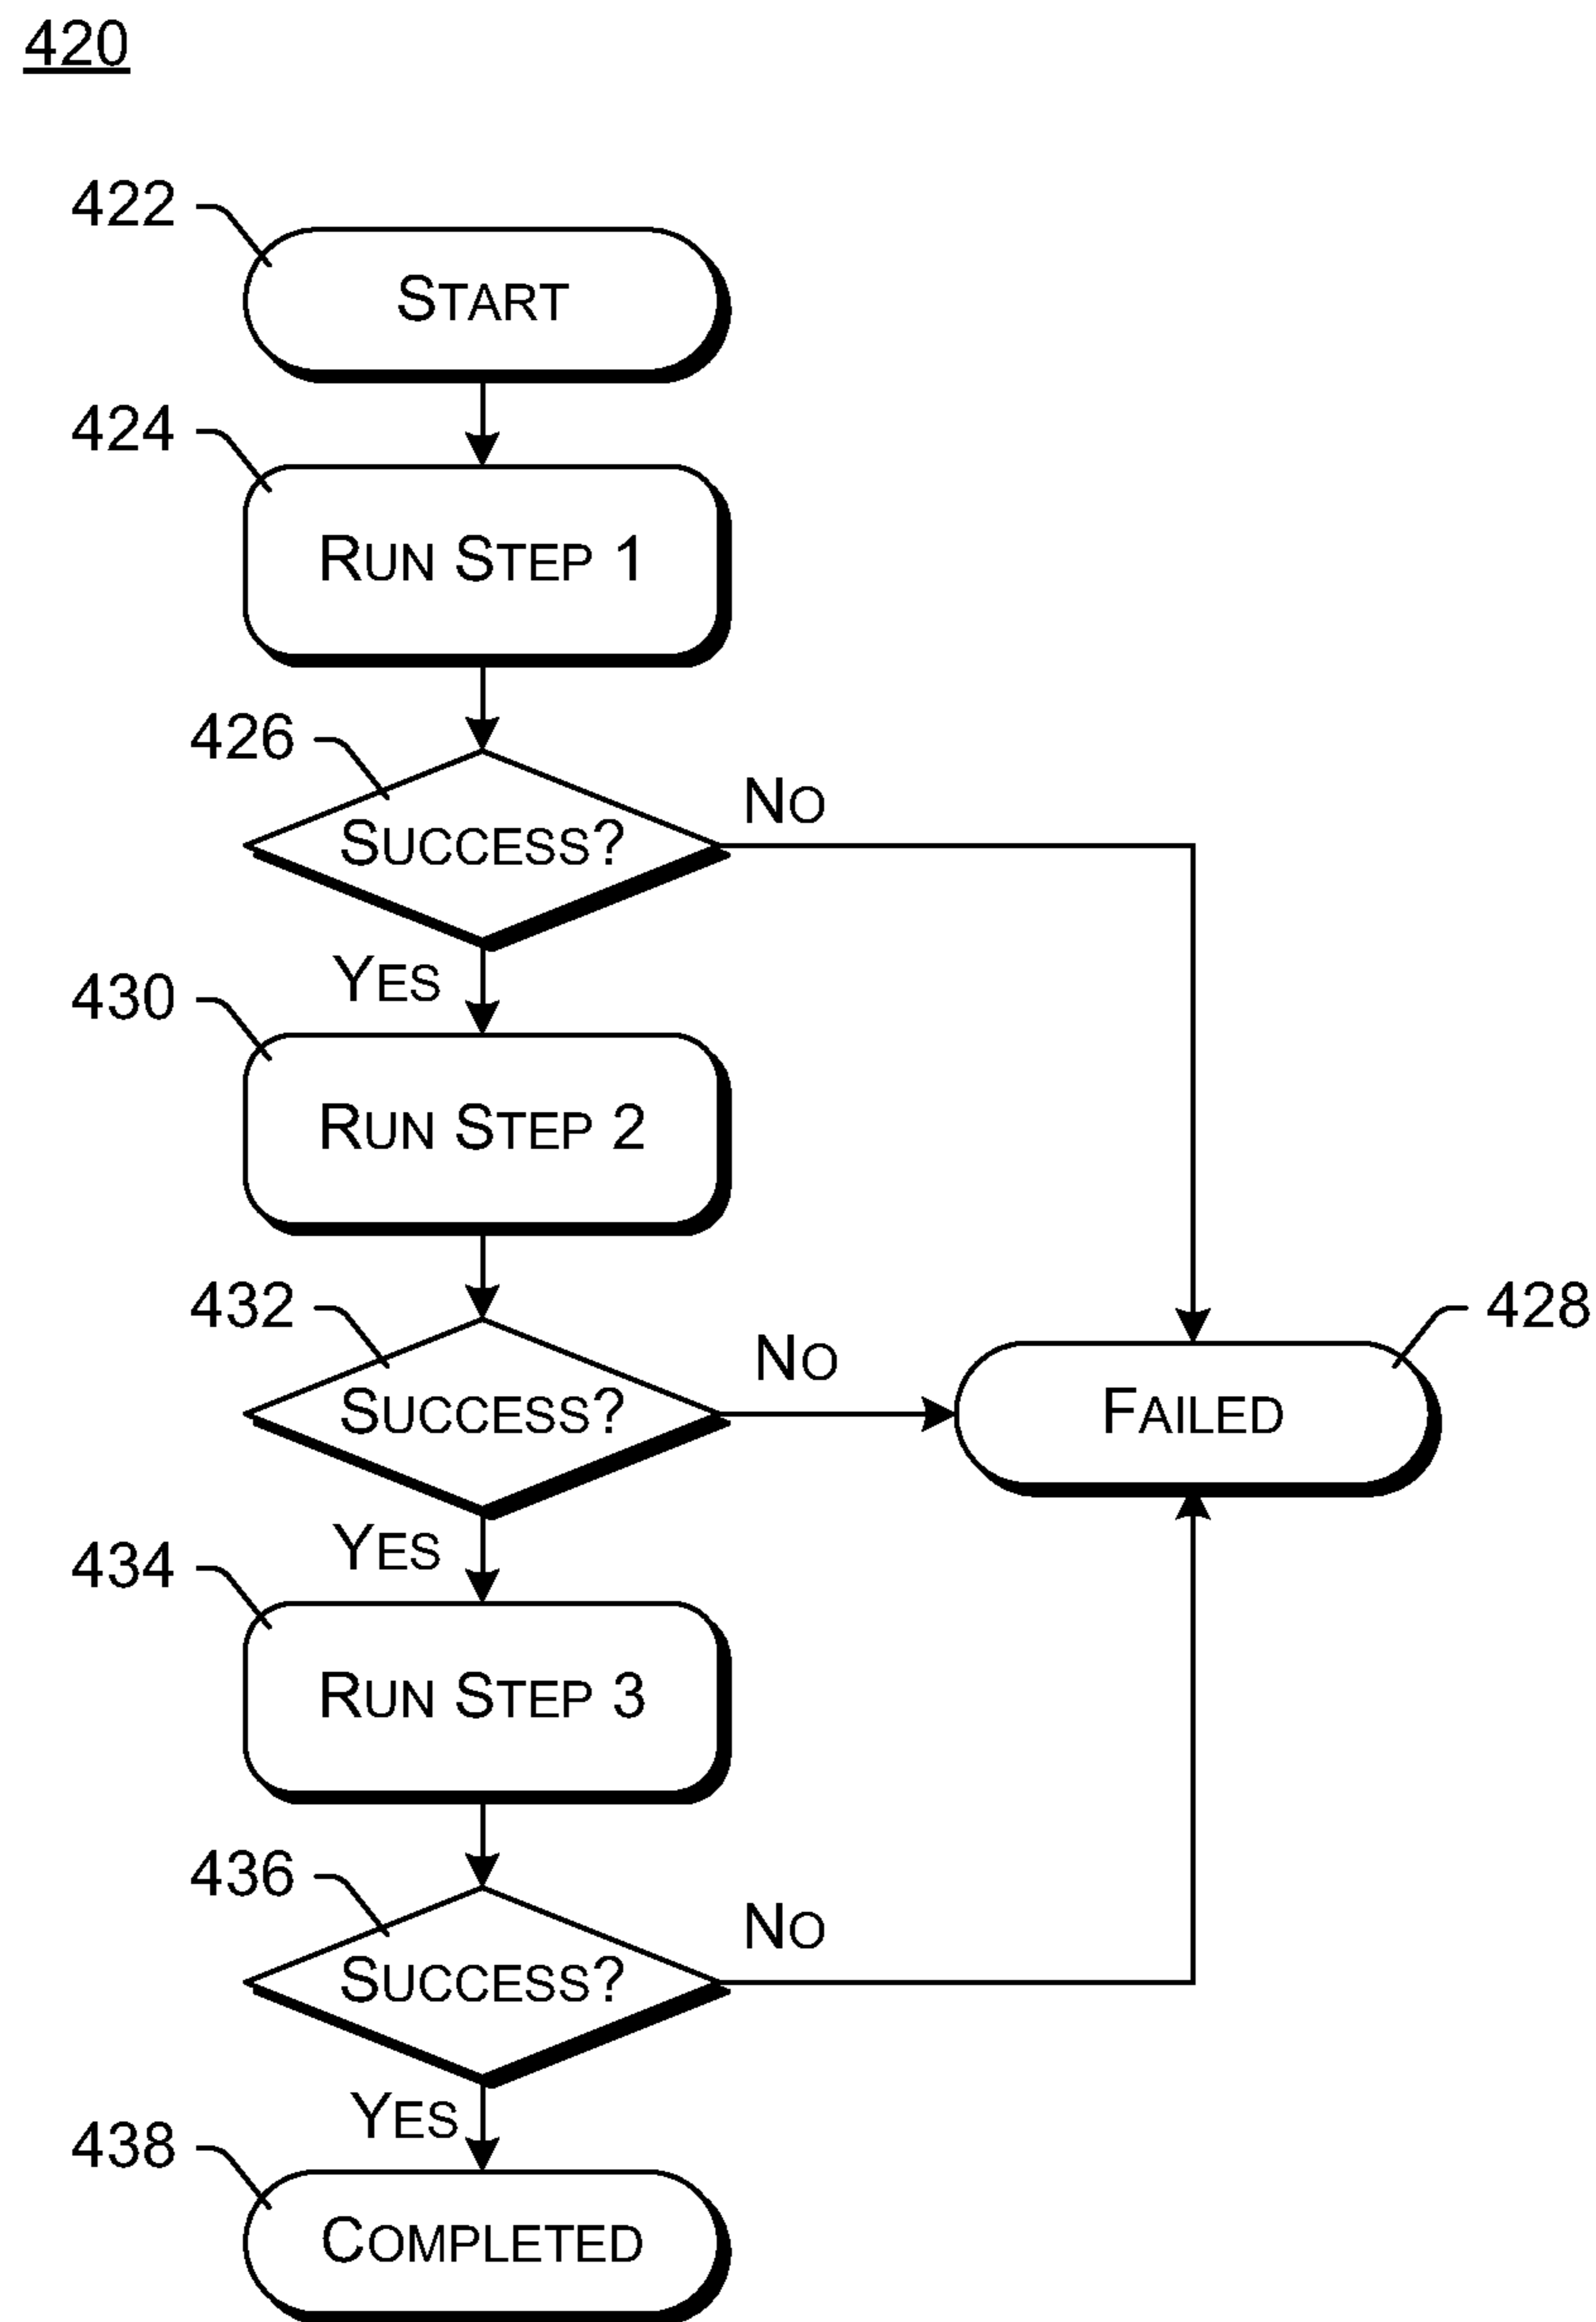 420
422
START
424
RUN STEP 1
426
NO
SUCCESS?
YES
430
RUN STEP 2
432
NO
428
SUCCESS?
FAILED
YES
434
RUN STEP 3
436
NO
SUCCESS?
YES
438
COMPLETED